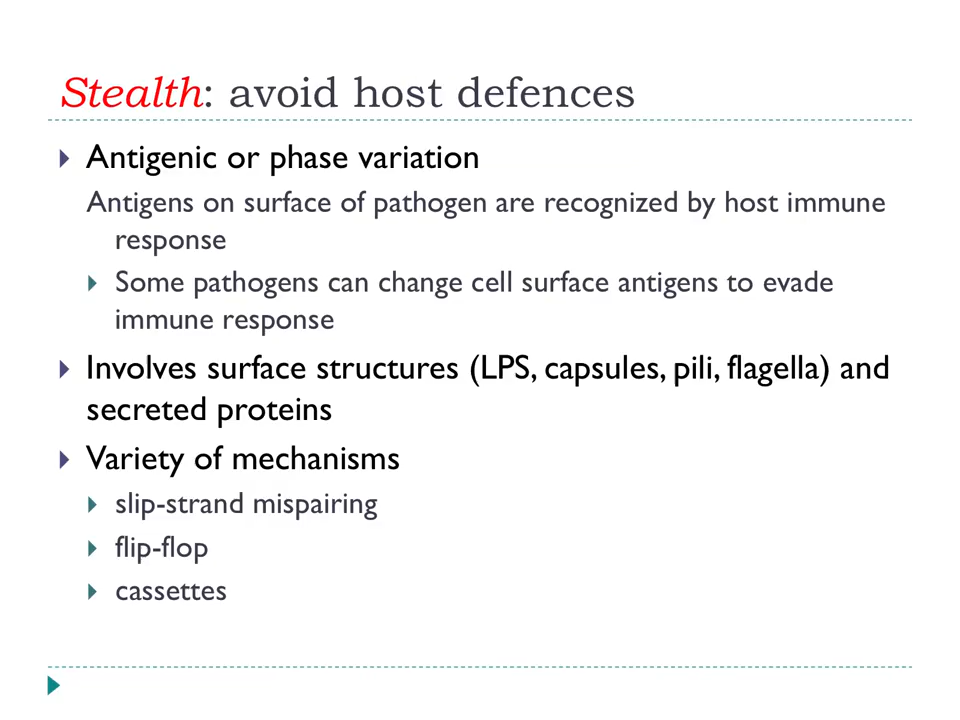 Stealth: avoid host defences
Antigenic or phase variation
Antigens on surface of pathogen are recognized by host immune
response
Some pathogens can change cell surface antigens to evade
immune response
Involves surface structures (LPS, capsules, pili, flagella) and
secreted proteins
Variety of mechanisms
slip-strand mispairing
flip-flop
cassettes